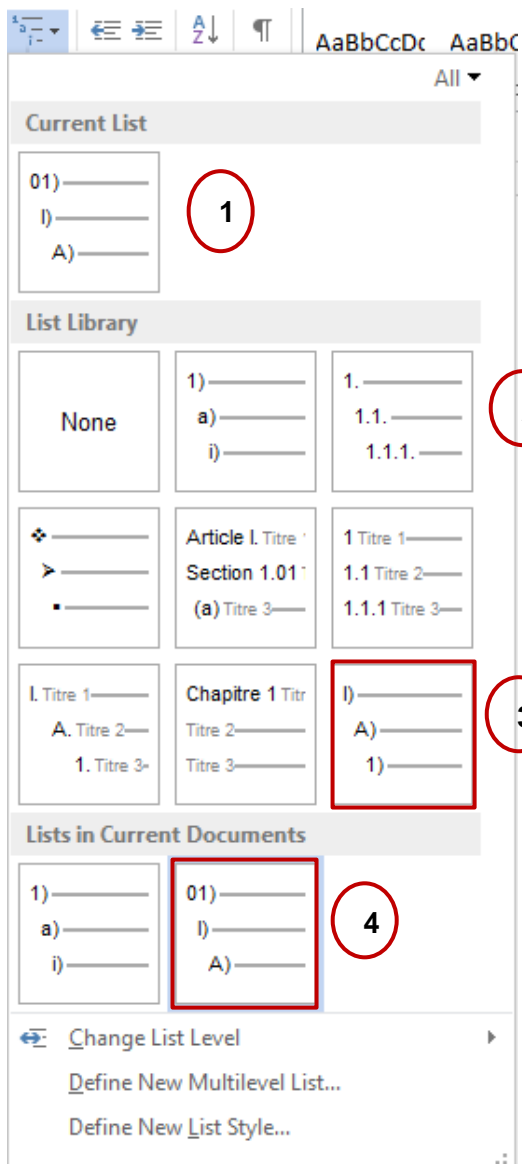 AaBbCcDc AaBbC
All
Current List
01)
I)
A)
1
List Library
None
1)
a)
i)
1.
1.1.
1.1.1.
Article I. Titre
Section 1.01
(a) Titre 3
1 Titre 1
1.1 Titre 2
1.1.1 Titre 3
I. Titre 1
A. Titre 2
1. Titre 3
Chapitre 1 Titr
Titre 2
Titre 3
I)
A)
1)
3
Lists in Current Documents
1)
a)
i)
01)
I)
A)
4
Change List Level
Define New Multilevel List...
Define New List Style...